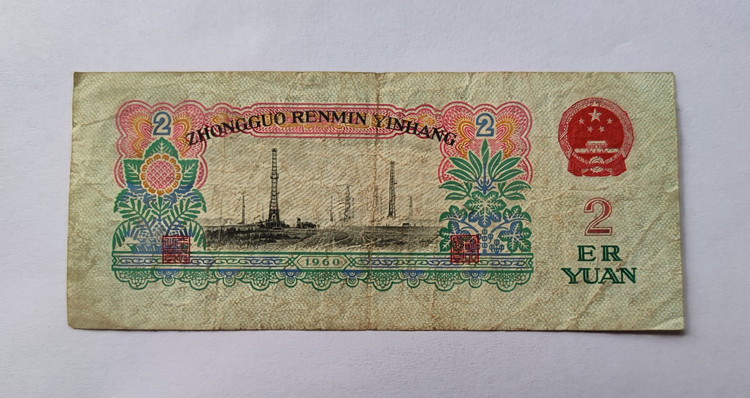 2
ZHONGGUO RENMIN YINHANG
2
2
ER
YUAN
1960